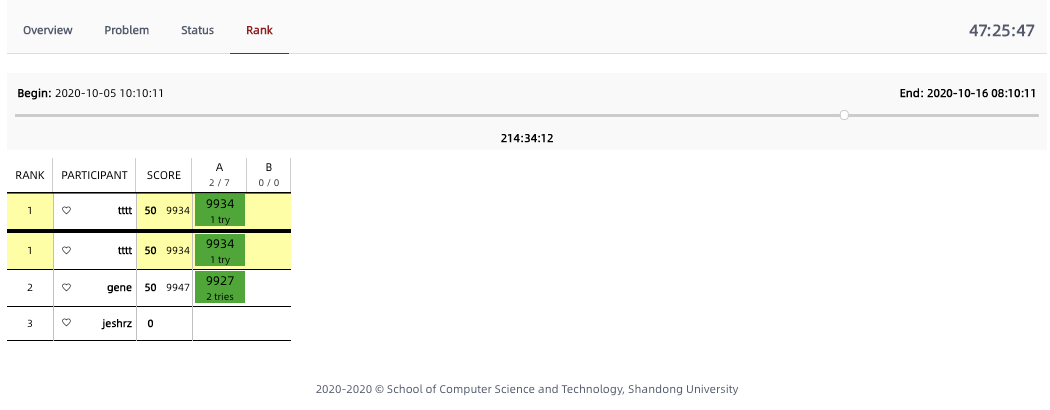 Overview Problem Status Rank 47:25:47
Begin: 2020-10-05 10:10:11 End: 2020-10-16 08:10:11
214:34:12
RANK PARTICIPANT SCORE A B
2 / 7 0 / 0
1 tttt 50 9934 9934
1 try
1 tttt 50 9934 9934
1 try
2 gene 50 9947 9927
2 tries
3 jeshrz 0
2020-2020 © School of Computer Science and Technology, Shandong University